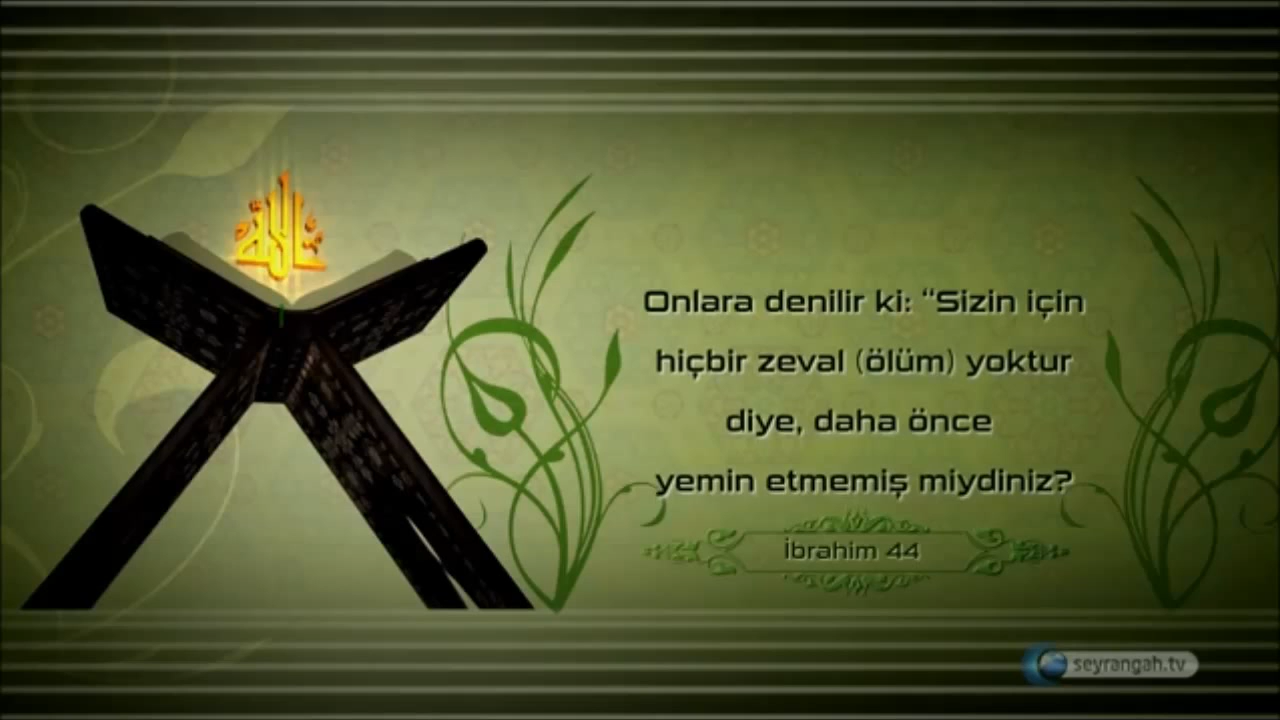 الله
Onlara denilir ki: “Sizin için
hiçbir zeval (ölüm) yoktur
diye, daha önce
yemin etmemiş miydiniz?
İbrahim 44
seyrangah.tv